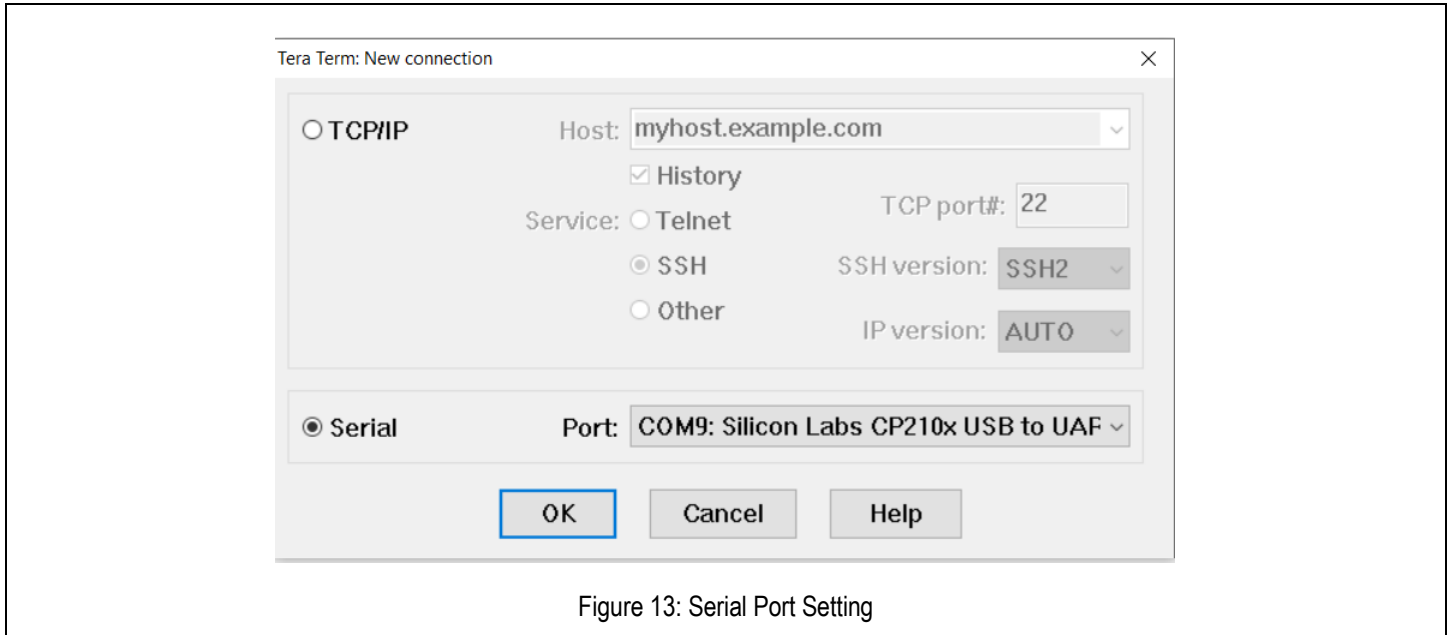 Tera Term: New connection
TCP/IP Host: myhost.example.com
History
TCP port#: 22
Service: Telnet
SSH SSH version: SSH2
Other
IP version: AUTO
Serial Port: COM9: Silicon Labs CP210x USB to UAF
OK Cancel Help
Figure 13: Serial Port Setting